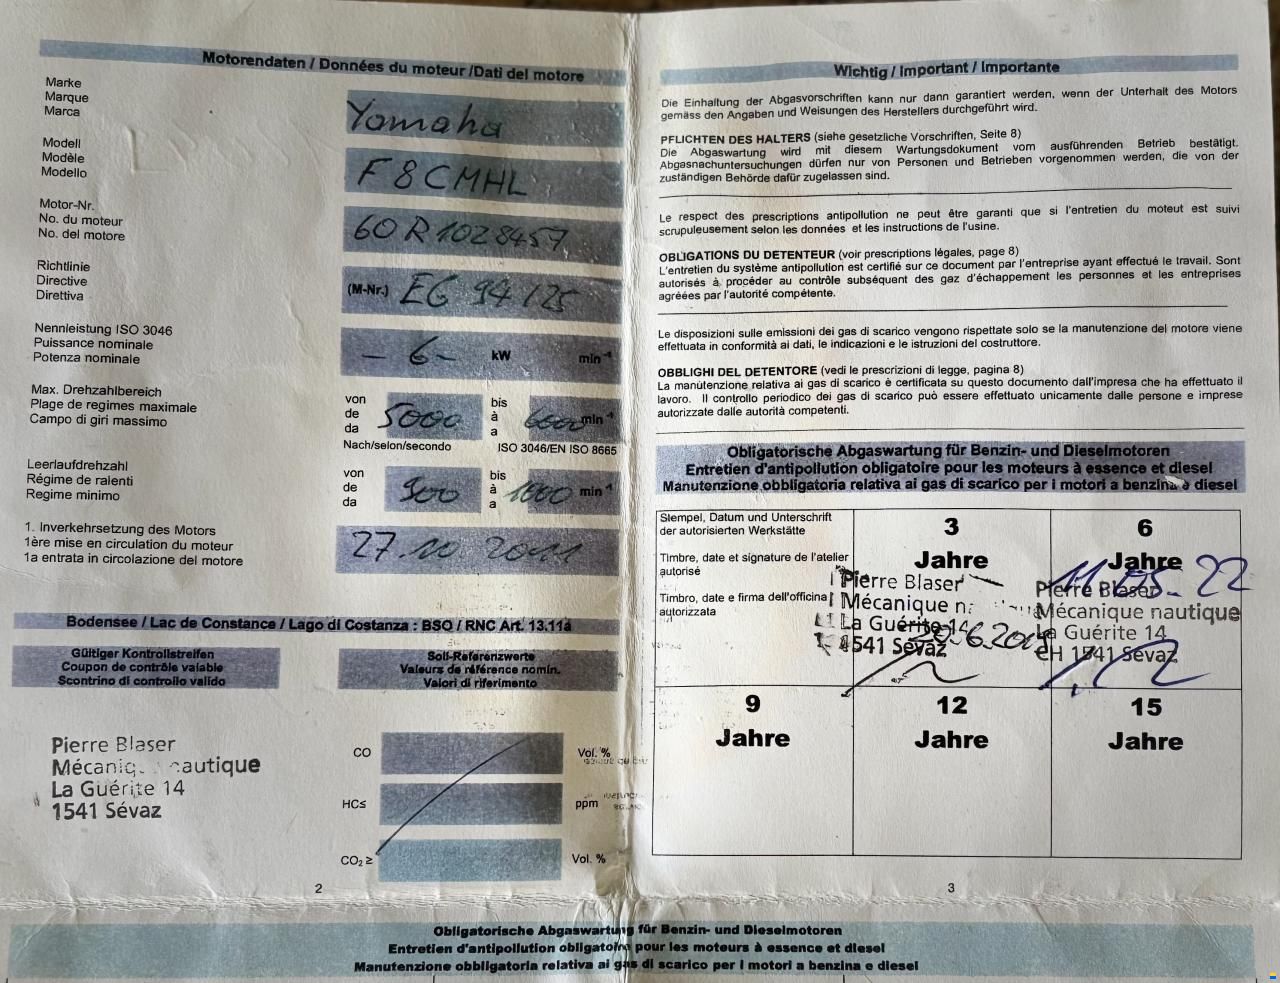 Motorendaten / Données du moteur /Dati del motore
Marke
Marque
Marca
Yamaha
Modell
Modèle
Modello
F8CMHL
Motor-Nr.
No. du moteur
No. del motore
60R1028457
Richtlinie
Directive
Direttiva
(M-Nr.) EG 94/25
Nennleistung ISO 3046
Puissance nominale
Potenza nominale
- 6 - kW min-1
Max. Drehzahlbereich
Plage de regimes maximale
Campo di giri massimo
von
de
da
5000
bis
à
a
6000 min-1
Nach/selon/secondo ISO 3046/EN ISO 8665
Leerlaufdrehzahl
Régime de ralenti
Regime minimo
von
de
da
900
bis
à
a
1000 min-1
1. Inverkehrsetzung des Motors
1ère mise en circulation du moteur
1a entrata in circolazione del motore
27.10 2011
Bodensee / Lac de Constance / Lago di Costanza : BSO / RNC Art. 13.11a
Gültiger Kontrollstreifen
Coupon de contrôle valable
Scontrino di controllo valido
Soll-Referenzwerte
Valeurs de référence nomin.
Valori di riferimento
Pierre Blaser
Mécanique nautique
La Guérite 14
1541 Sévaz
CO Vol. %
HC≤ ppm
CO₂ ≥ Vol. %
2
Wichtig / Important / Importante
Die Einhaltung der Abgasvorschriften kann nur dann garantiert werden, wenn der Unterhalt des Motors
gemäss den Angaben und Weisungen des Herstellers durchgeführt wird.
PFLICHTEN DES HALTERS (siehe gesetzliche Vorschriften, Seite 8)
Die Abgaswartung wird mit diesem Wartungsdokument vom ausführenden Betrieb bestätigt.
Abgasnachuntersuchungen dürfen nur von Personen und Betrieben vorgenommen werden, die von der
zuständigen Behörde dafür zugelassen sind.
Le respect des prescriptions antipollution ne peut être garanti que si l'entretien du moteut est suivi
scrupuleusement selon les données et les instructions de l'usine.
OBLIGATIONS DU DETENTEUR (voir prescriptions légales, page 8)
L'entretien du système antipollution est certifié sur ce document par l'entreprise ayant effectué le travail. Sont
autorisés à procéder au contrôle subséquent des gaz d'échappement les personnes et les entreprises
agréées par l'autorité compétente.
Le disposizioni sulle emissioni dei gas di scarico vengono rispettate solo se la manutenzione del motore viene
effettuata in conformità ai dati, le indicazioni e le istruzioni del costruttore.
OBBLIGHI DEL DETENTORE (vedi le prescrizioni di legge, pagina 8)
La manutenzione relativa ai gas di scarico è certificata su questo documento dall'impresa che ha effettuato il
lavoro. Il controllo periodico dei gas di scarico può essere effettuato unicamente dalle persone e imprese
autorizzate dalle autorità competenti.
Obligatorische Abgaswartung für Benzin- und Dieselmotoren
Entretien d'antipollution obligatoire pour les moteurs à essence et diesel
Manutenzione obbligatoria relativa ai gas di scarico per i motori a benzina e diesel
Stempel, Datum und Unterschrift
der autorisierten Werkstätte
Timbre, date et signature de l'atelier
autorisé
Timbro, data e firma dell'officina
autorizzata
3
Jahre
Pierre Blaser
Mécanique
La Guérite 14
1541 Sévaz
6
Jahre
11.05.22
Pierre Blaser
Mécanique nautique
La Guérite 14
CH 1541 Sévaz
9
Jahre
12
Jahre
15
Jahre
3
Obligatorische Abgaswartung für Benzin- und Dieselmotoren
Entretien d'antipollution obligatoire pour les moteurs à essence et diesel
Manutenzione obbligatoria relativa ai gas di scarico per i motori a benzina e diesel